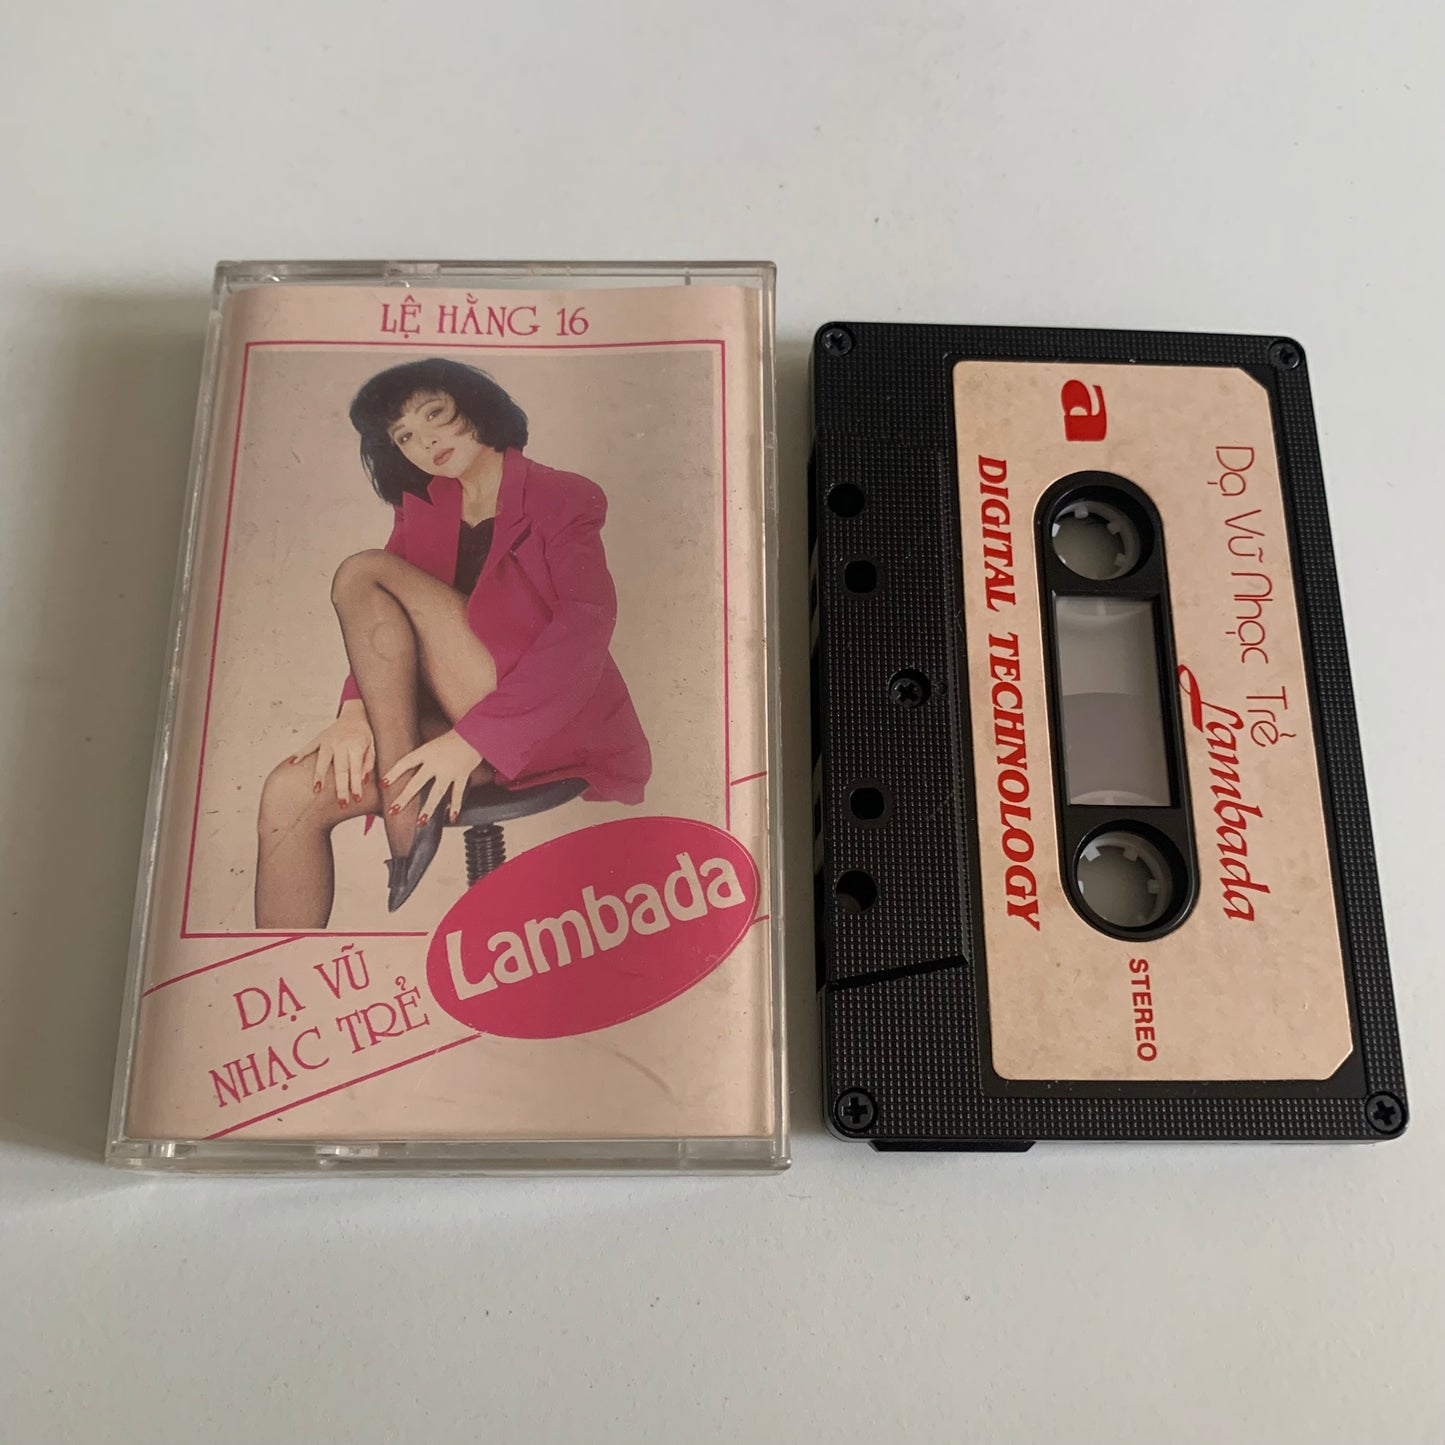 LỆ HẰNG 16
DẠ VŨ
NHẠC TRẺ
Lambada
a
Dạ Vũ Nhạc Trẻ
Lambada
DIGITAL TECHNOLOGY
STEREO